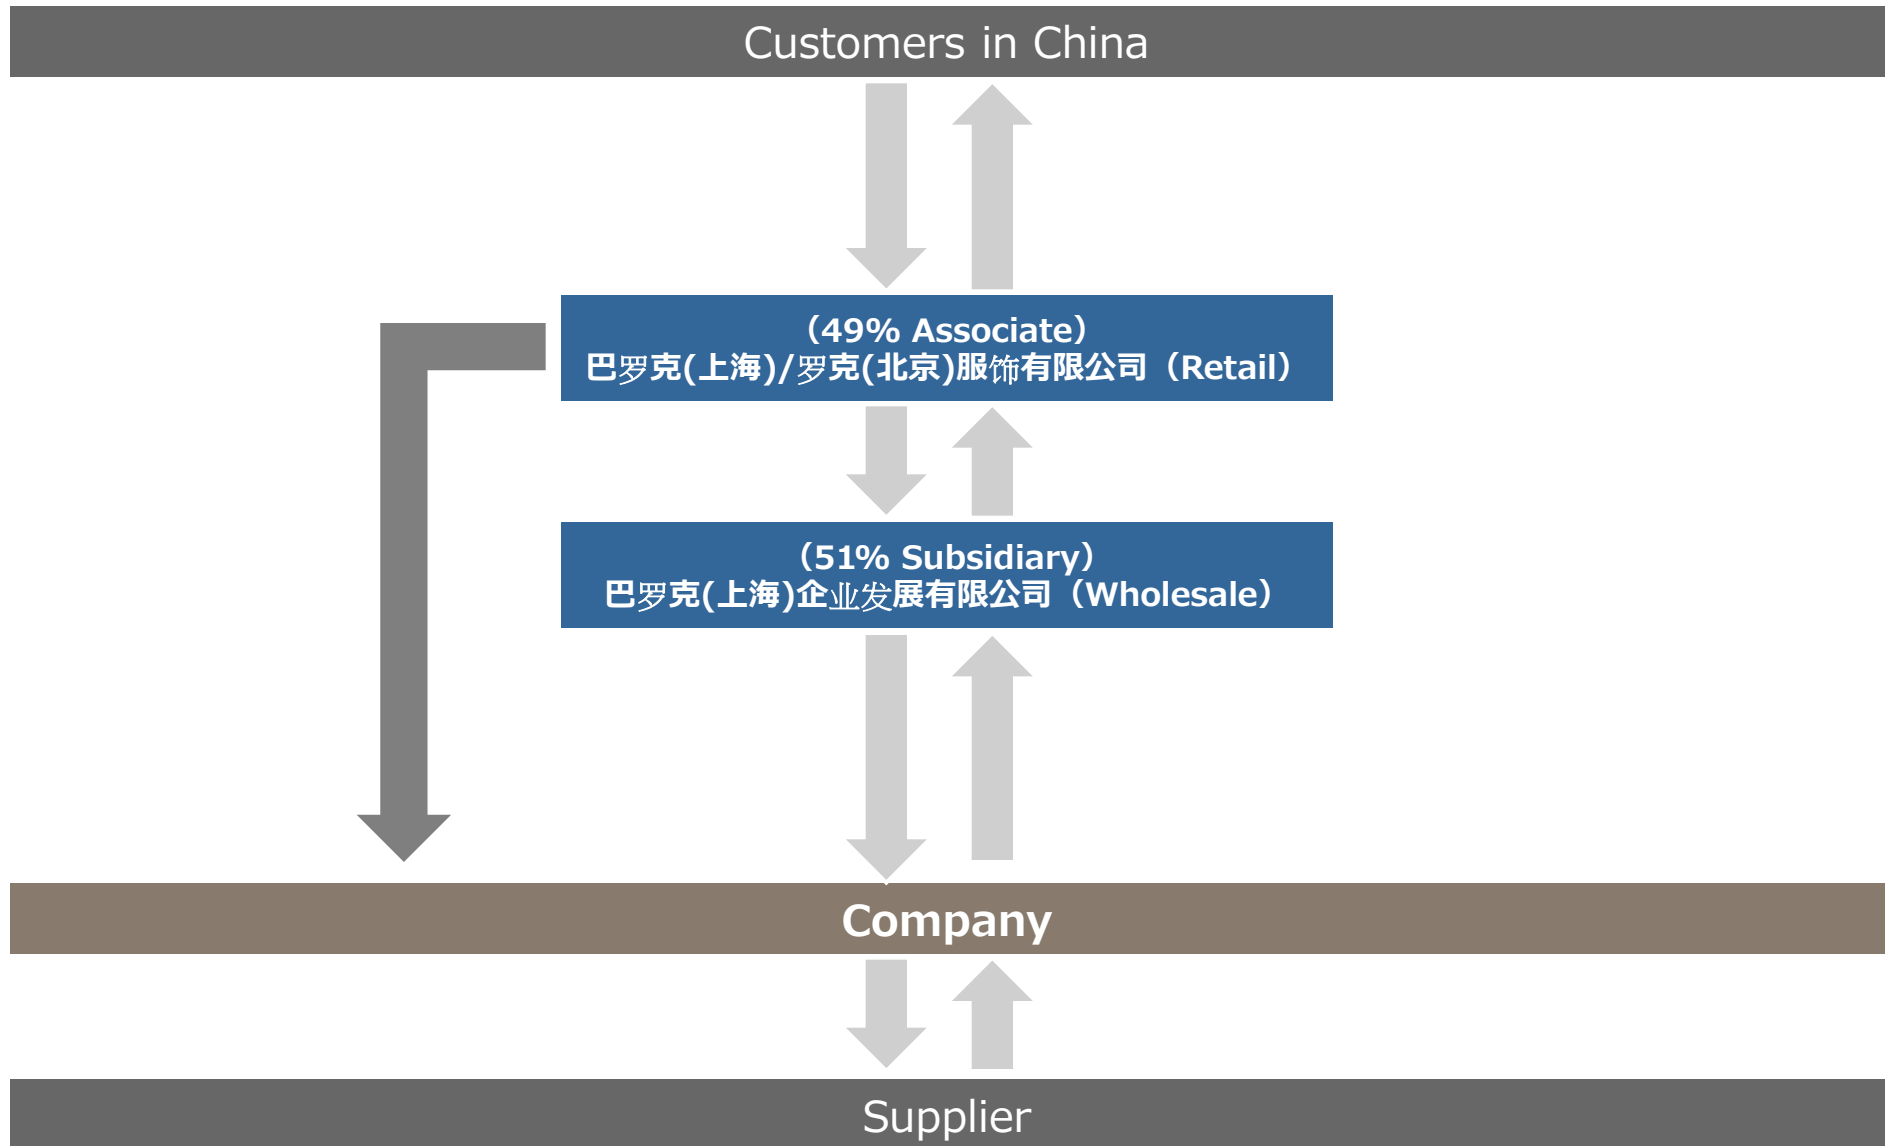 Customers in China
（49% Associate）
巴罗克(上海)/罗克(北京)服饰有限公司（Retail）
（51% Subsidiary）
巴罗克(上海)企业发展有限公司（Wholesale）
Company
Supplier